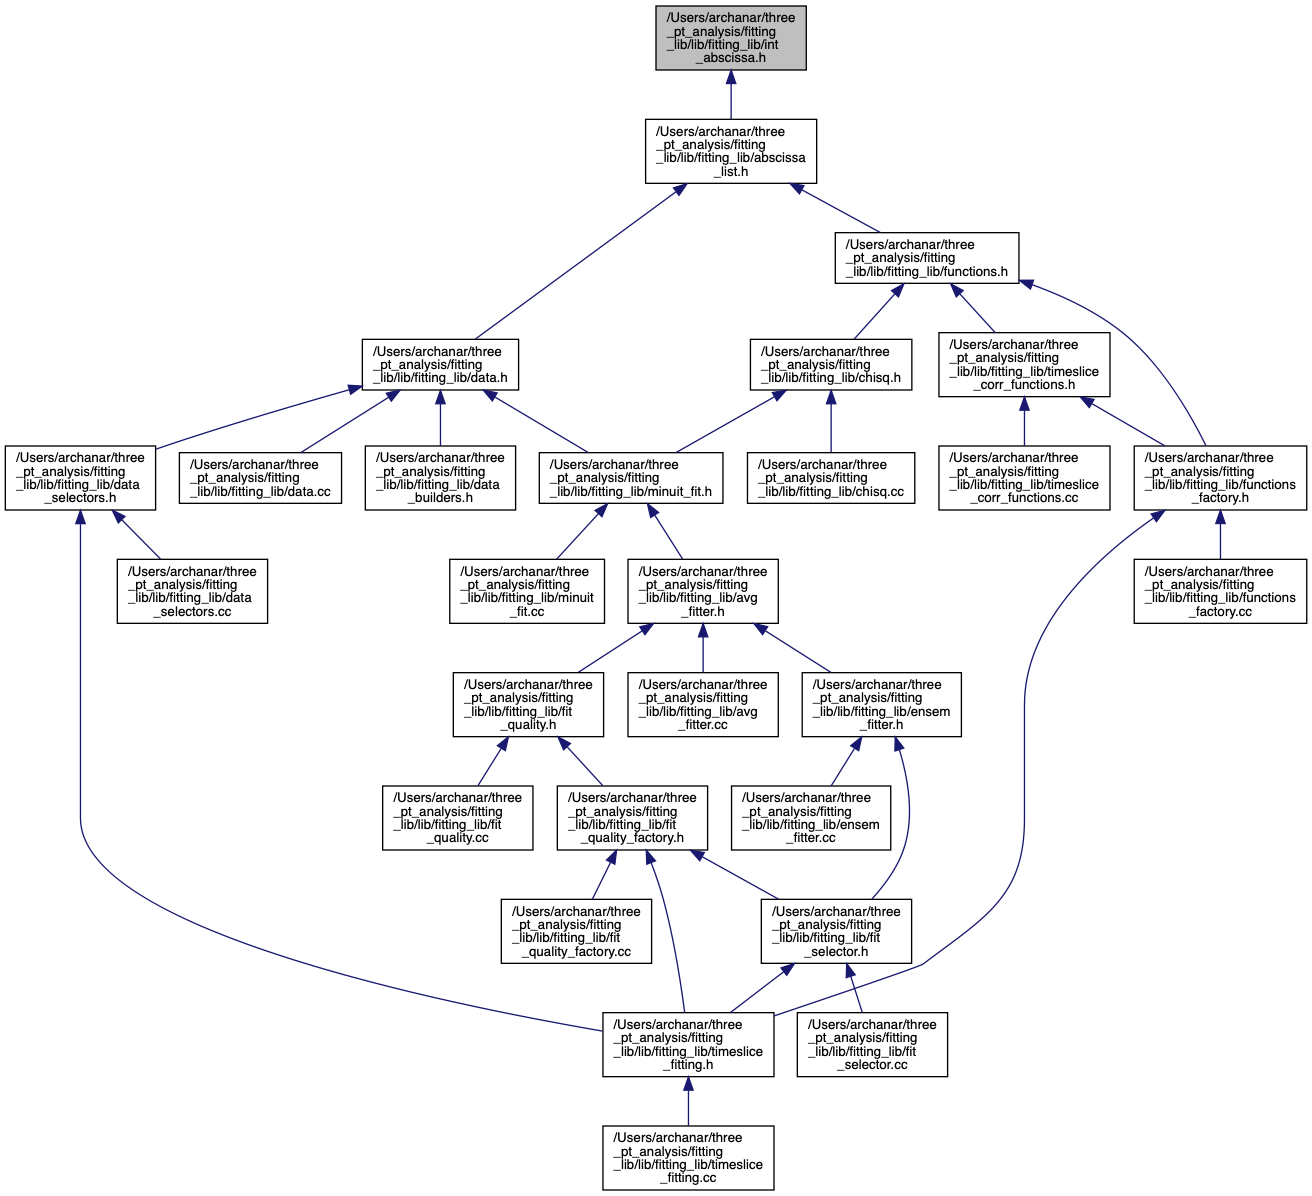 /Users/archanar/three
_pt_analysis/fitting
_lib/lib/fitting_lib/int
_abscissa.h
/Users/archanar/three
_pt_analysis/fitting
_lib/lib/fitting_lib/abscissa
_list.h
/Users/archanar/three
_pt_analysis/fitting
_lib/lib/fitting_lib/functions.h
/Users/archanar/three
_pt_analysis/fitting
_lib/lib/fitting_lib/data.h
/Users/archanar/three
_pt_analysis/fitting
_lib/lib/fitting_lib/chisq.h
/Users/archanar/three
_pt_analysis/fitting
_lib/lib/fitting_lib/timeslice
_corr_functions.h
/Users/archanar/three
_pt_analysis/fitting
_lib/lib/fitting_lib/data
_selectors.h
/Users/archanar/three
_pt_analysis/fitting
_lib/lib/fitting_lib/data.cc
/Users/archanar/three
_pt_analysis/fitting
_lib/lib/fitting_lib/data
_builders.h
/Users/archanar/three
_pt_analysis/fitting
_lib/lib/fitting_lib/minuit_fit.h
/Users/archanar/three
_pt_analysis/fitting
_lib/lib/fitting_lib/chisq.cc
/Users/archanar/three
_pt_analysis/fitting
_lib/lib/fitting_lib/timeslice
_corr_functions.cc
/Users/archanar/three
_pt_analysis/fitting
_lib/lib/fitting_lib/functions
_factory.h
/Users/archanar/three
_pt_analysis/fitting
_lib/lib/fitting_lib/data
_selectors.cc
/Users/archanar/three
_pt_analysis/fitting
_lib/lib/fitting_lib/minuit
_fit.cc
/Users/archanar/three
_pt_analysis/fitting
_lib/lib/fitting_lib/avg
_fitter.h
/Users/archanar/three
_pt_analysis/fitting
_lib/lib/fitting_lib/functions
_factory.cc
/Users/archanar/three
_pt_analysis/fitting
_lib/lib/fitting_lib/fit
_quality.h
/Users/archanar/three
_pt_analysis/fitting
_lib/lib/fitting_lib/avg
_fitter.cc
/Users/archanar/three
_pt_analysis/fitting
_lib/lib/fitting_lib/ensem
_fitter.h
/Users/archanar/three
_pt_analysis/fitting
_lib/lib/fitting_lib/fit
_quality.cc
/Users/archanar/three
_pt_analysis/fitting
_lib/lib/fitting_lib/fit
_quality_factory.h
/Users/archanar/three
_pt_analysis/fitting
_lib/lib/fitting_lib/ensem
_fitter.cc
/Users/archanar/three
_pt_analysis/fitting
_lib/lib/fitting_lib/fit
_quality_factory.cc
/Users/archanar/three
_pt_analysis/fitting
_lib/lib/fitting_lib/fit
_selector.h
/Users/archanar/three
_pt_analysis/fitting
_lib/lib/fitting_lib/timeslice
_fitting.h
/Users/archanar/three
_pt_analysis/fitting
_lib/lib/fitting_lib/fit
_selector.cc
/Users/archanar/three
_pt_analysis/fitting
_lib/lib/fitting_lib/timeslice
_fitting.cc